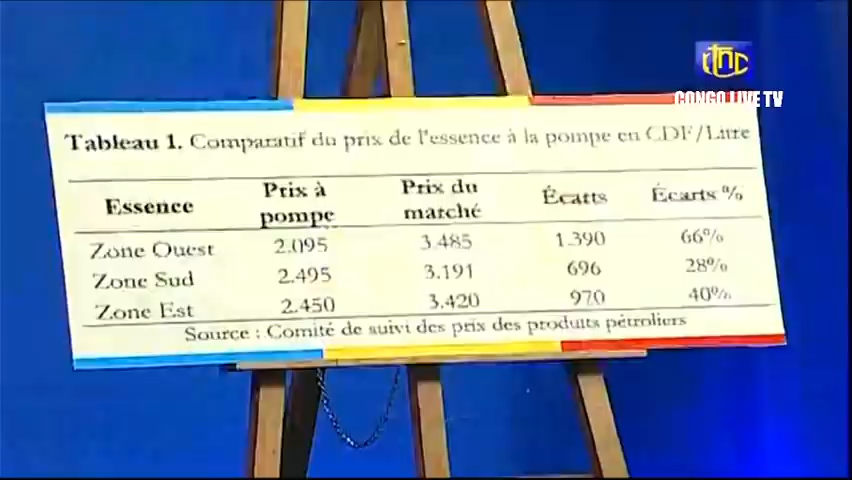 rtnc
CONGO LIVE TV
Tableau 1. Comparatif du prix de l'essence à la pompe en CDF/Litre
Essence Prix à pompe Prix du marché Écarts Écarts %
Zone Ouest 2.095 3.485 1.390 66%
Zone Sud 2.495 3.191 696 28%
Zone Est 2.450 3.420 970 40%
Source : Comité de suivi des prix des produits pétroliers